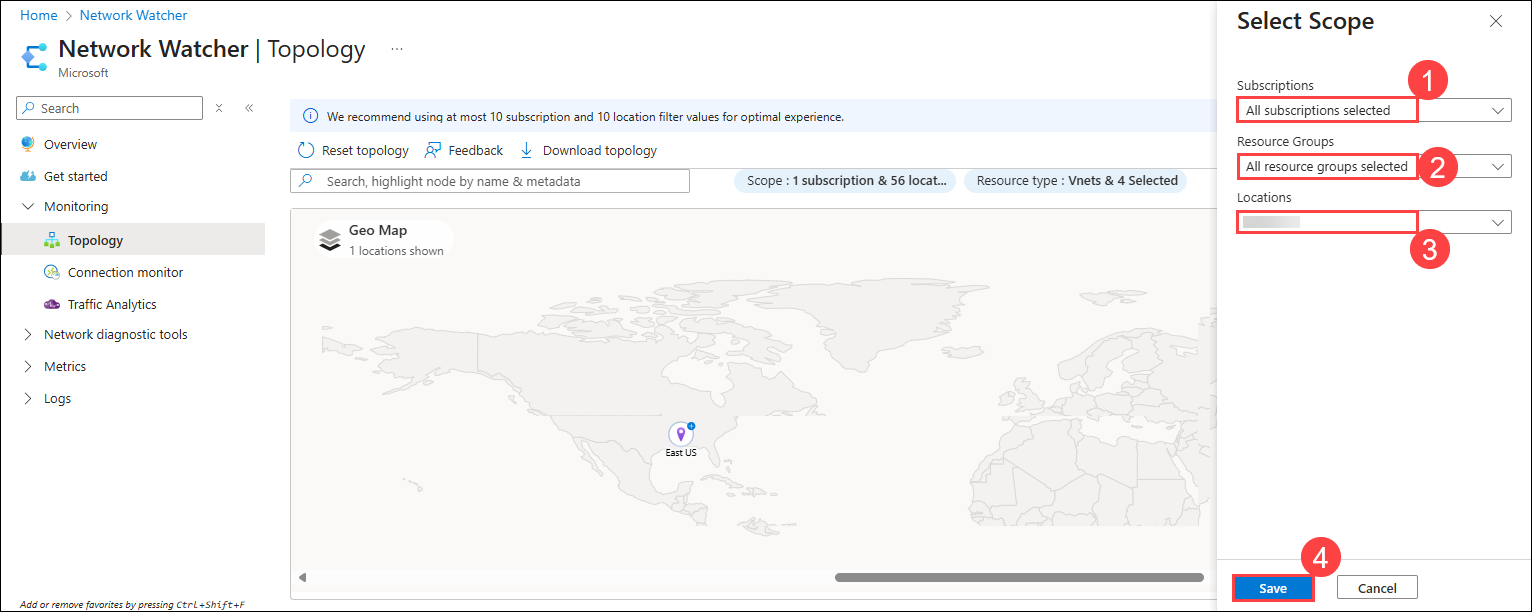 Home > Network Watcher
Network Watcher | Topology ...
Microsoft
Search
Overview
Get started
Monitoring
Topology
Connection monitor
Traffic Analytics
Network diagnostic tools
Metrics
Logs
Add or remove favorites by pressing Ctrl+Shift+F
We recommend using at most 10 subscription and 10 location filter values for optimal experience.
Reset topology Feedback Download topology
Search, highlight node by name & metadata
Scope : 1 subscription & 56 locat... Resource type : Vnets & 4 Selected
Geo Map
1 locations shown
East US
Select Scope
Subscriptions
1
All subscriptions selected
Resource Groups
All resource groups selected
2
Locations
3
4
Save Cancel